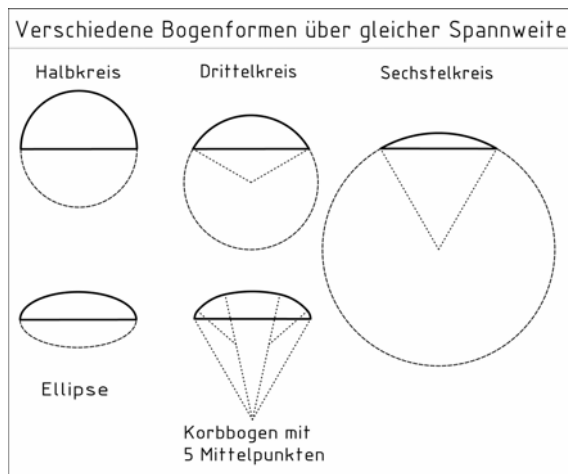 Verschiedene Bogenformen über gleicher Spannweite
Halbkreis
Drittelkreis
Sechstelkreis
Ellipse
Korbbogen mit
5 Mittelpunkten